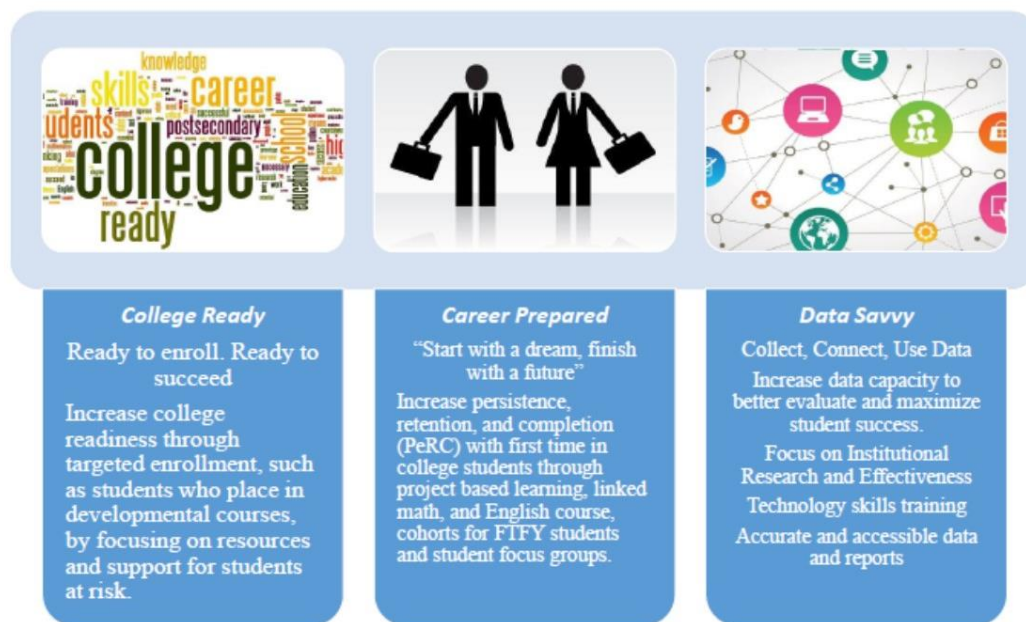 knowledge
skills
career
udents
postsecondary
school
college
education
ready
College Ready
Ready to enroll. Ready to
succeed
Increase college
readiness through
targeted enrollment, such
as students who place in
developmental courses,
by focusing on resources
and support for students
at risk.
Career Prepared
“Start with a dream, finish
with a future”
Increase persistence,
retention, and completion
(PeRC) with first time in
college students through
project based learning, linked
math, and English course,
cohorts for FTFY students
and student focus groups.
Data Savvy
Collect, Connect, Use Data
Increase data capacity to
better evaluate and maximize
student success.
Focus on Institutional
Research and Effectiveness
Technology skills training
Accurate and accessible data
and reports